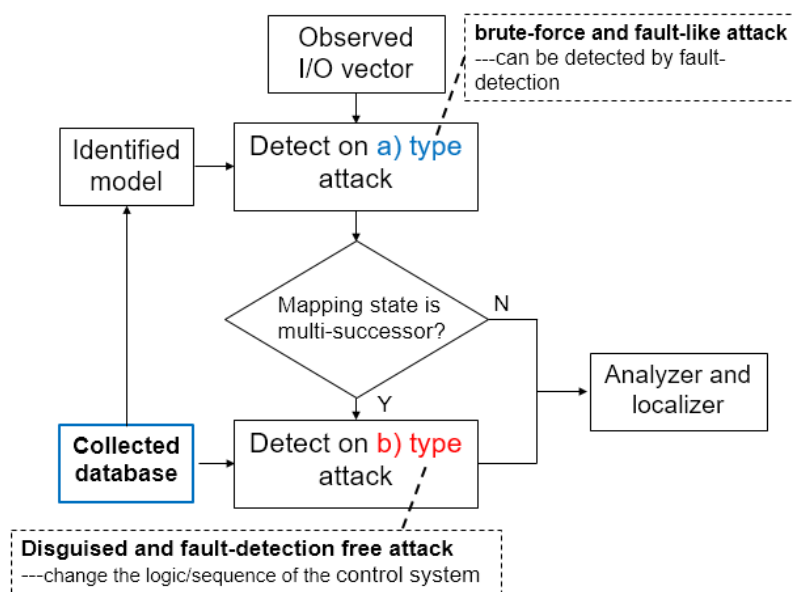 Observed
I/O vector
brute-force and fault-like attack
---can be detected by fault-
detection
Identified
model
Detect on a) type
attack
Mapping state is
multi-successor?
N
Y
Analyzer and
localizer
Collected
database
Detect on b) type
attack
Disguised and fault-detection free attack
---change the logic/sequence of the control system